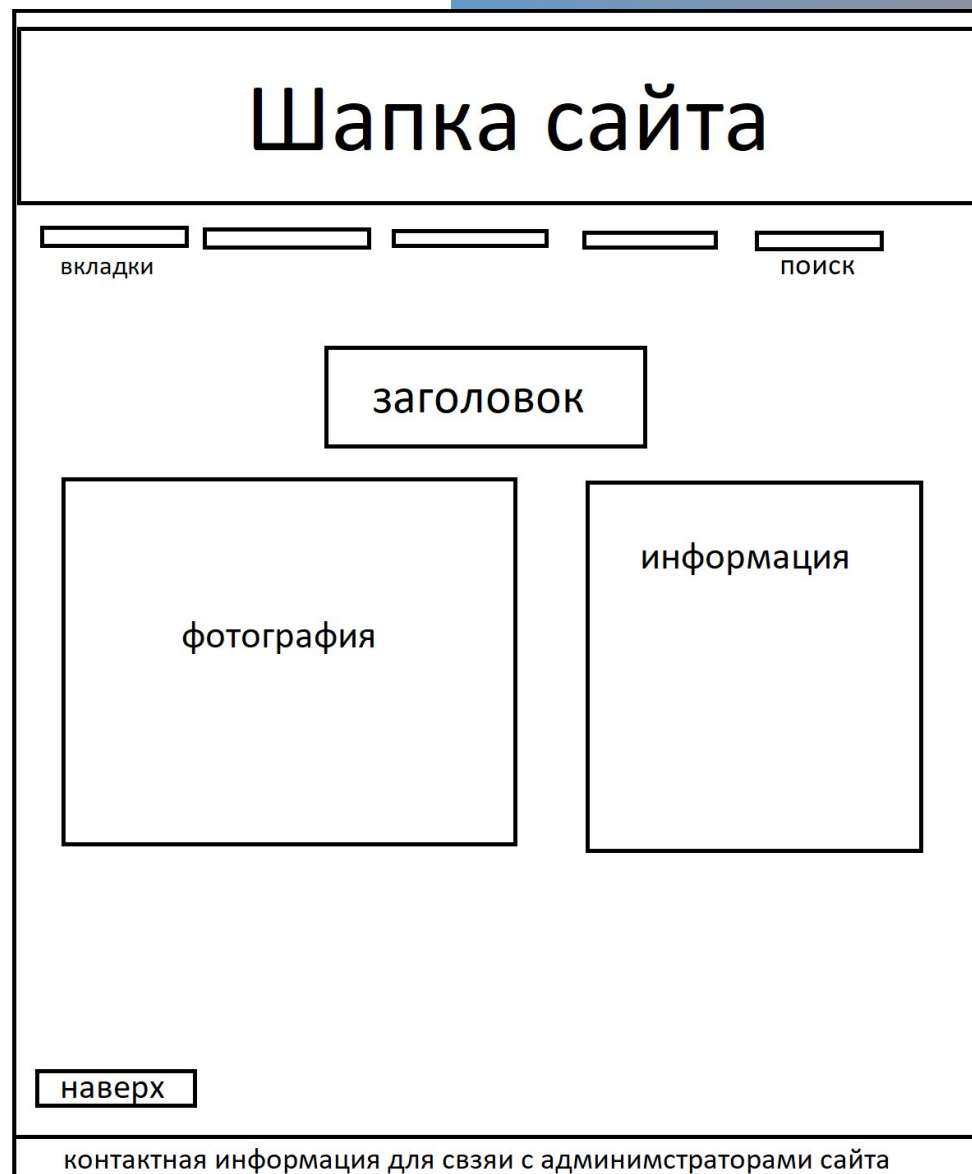 Шапка сайта
вкладки
поиск
заголовок
фотография
информация
наверх
контактная информация для свзяи с админимстраторами сайта